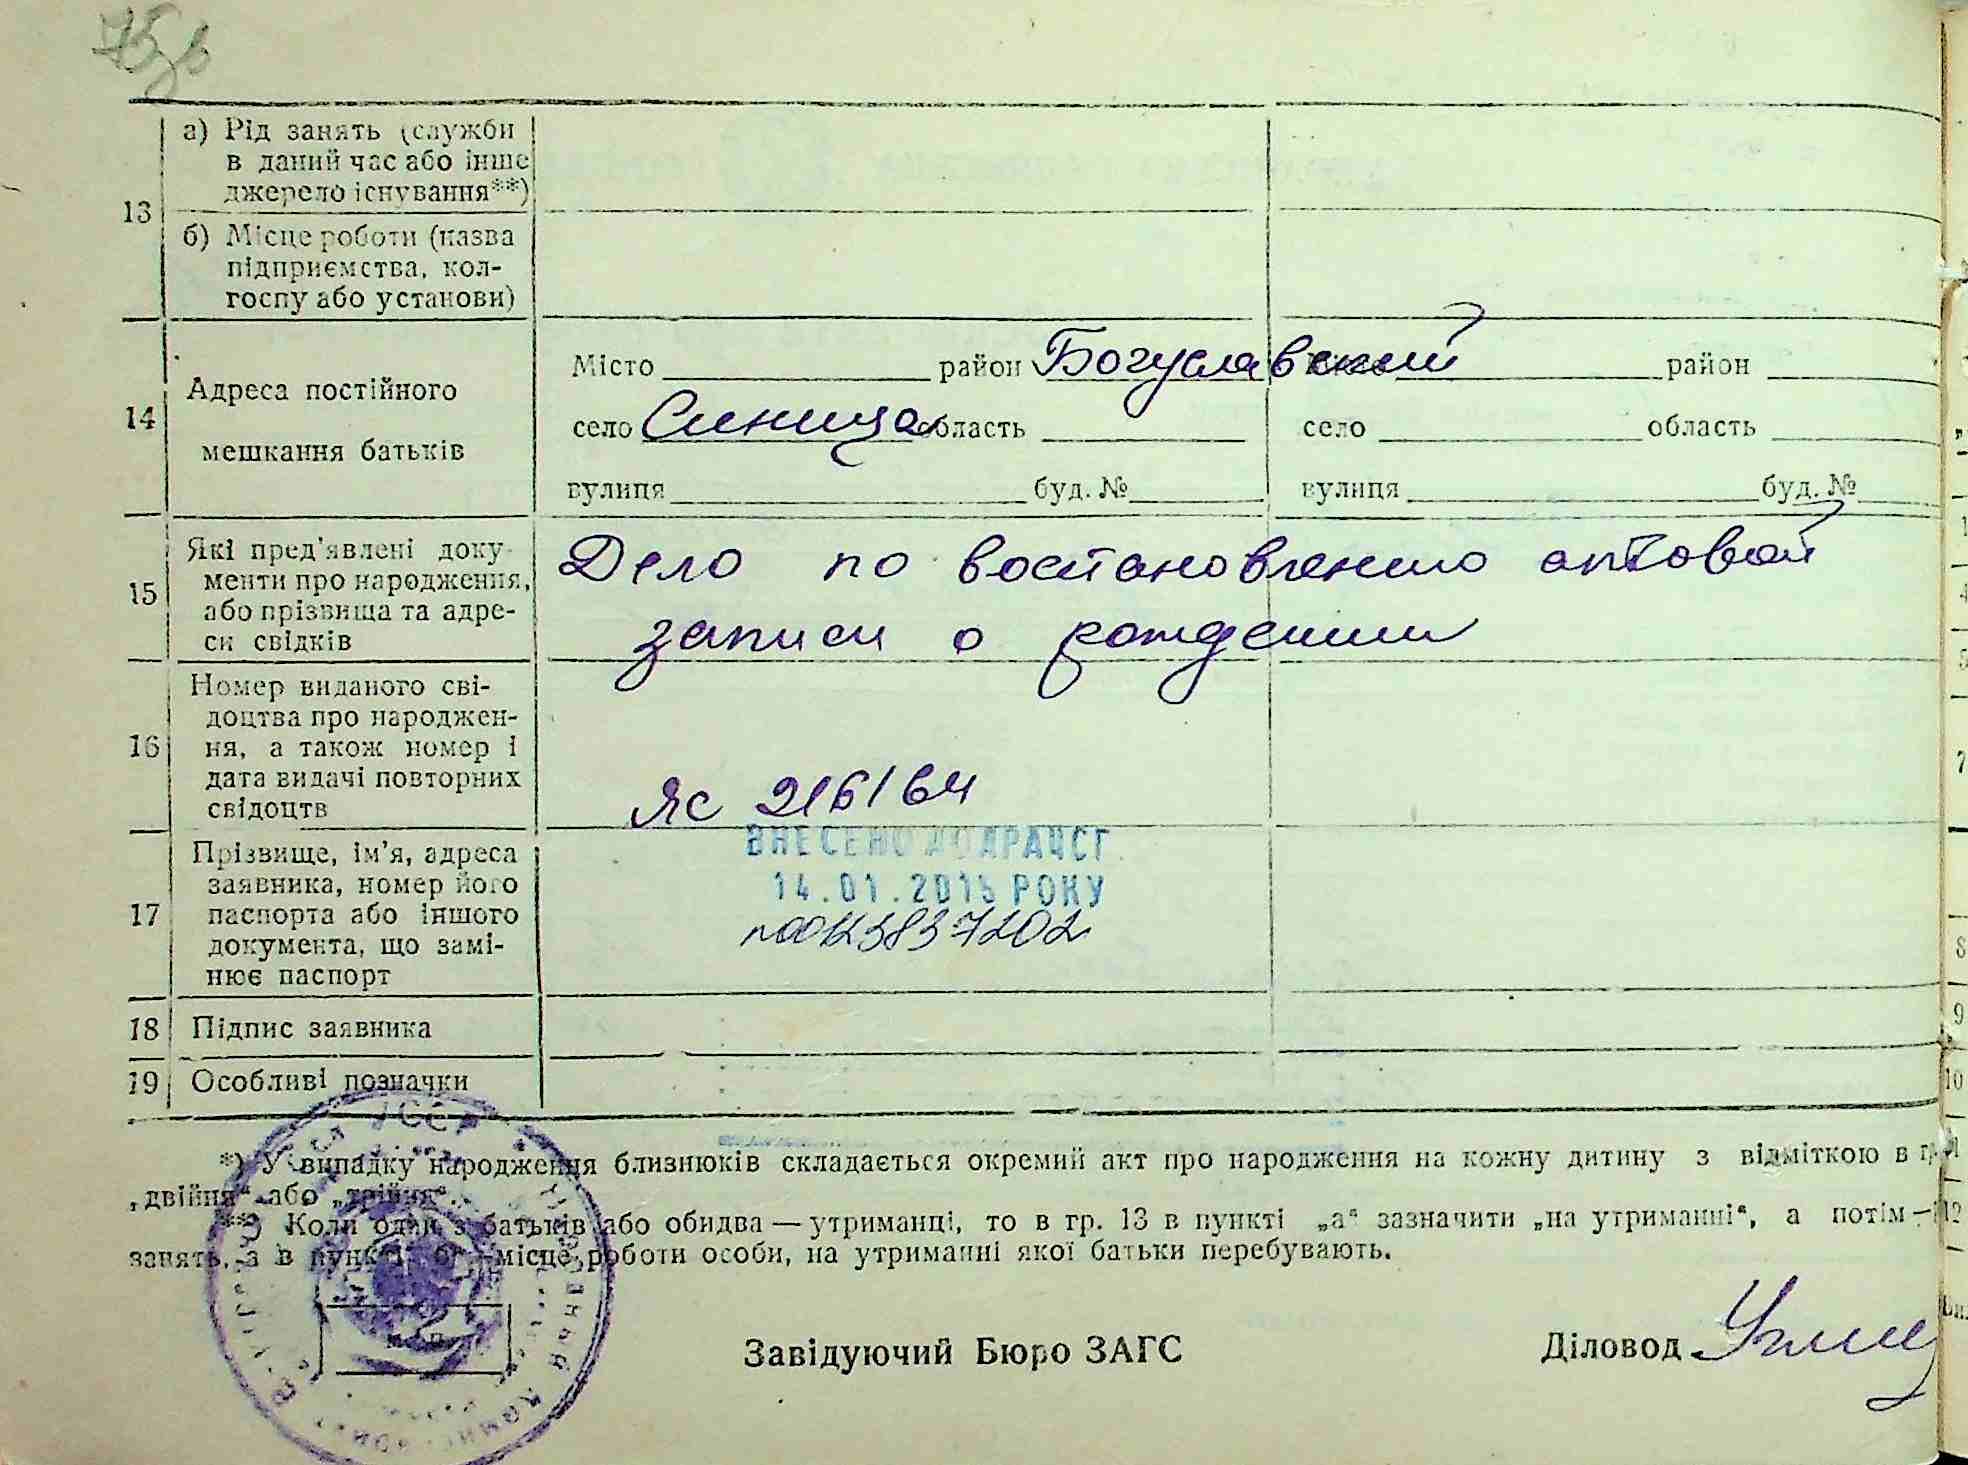 13
а) Рід занять (служби
в даний час або інше
джерело існування**)
б) Місце роботи (назва
підприємства, кол-
госпу або установи)
14
Адреса постійного
мешкання батьків
Місто район Богуславский район
село Синица область село область
вулиця буд. № вулиця буд. №
15
Які пред'явлені доку-
менти про народження,
або прізвища та адре-
си свідків
Дело по востановлению актовой
записи о рождении
16
Номер виданого сві-
доцтва про народжен-
ня, а також номер і
дата видачі повторних
свідоцтв
ЯС 216164
ВНЕСЕНО ДО ДРАЦСГ
14.01.2015 РОКУ
17
Прізвище, ім'я, адреса
заявника, номер його
паспорта або іншого
документа, що замі-
нює паспорт
18 Підпис заявника
19 Особливі позначки
*) У випадку народження близнюків складається окремий акт про народження на кожну дитину з відміткою в гр.
„двійня" або „трійня".
**) Коли один з батьків або обидва — утриманці, то в гр. 13 в пункті „а" зазначити „на утриманні", а потім —
занять, а в пункті б — місце роботи особи, на утриманні якої батьки перебувають.
м. п.
Завідуючий Бюро ЗАГС Діловод